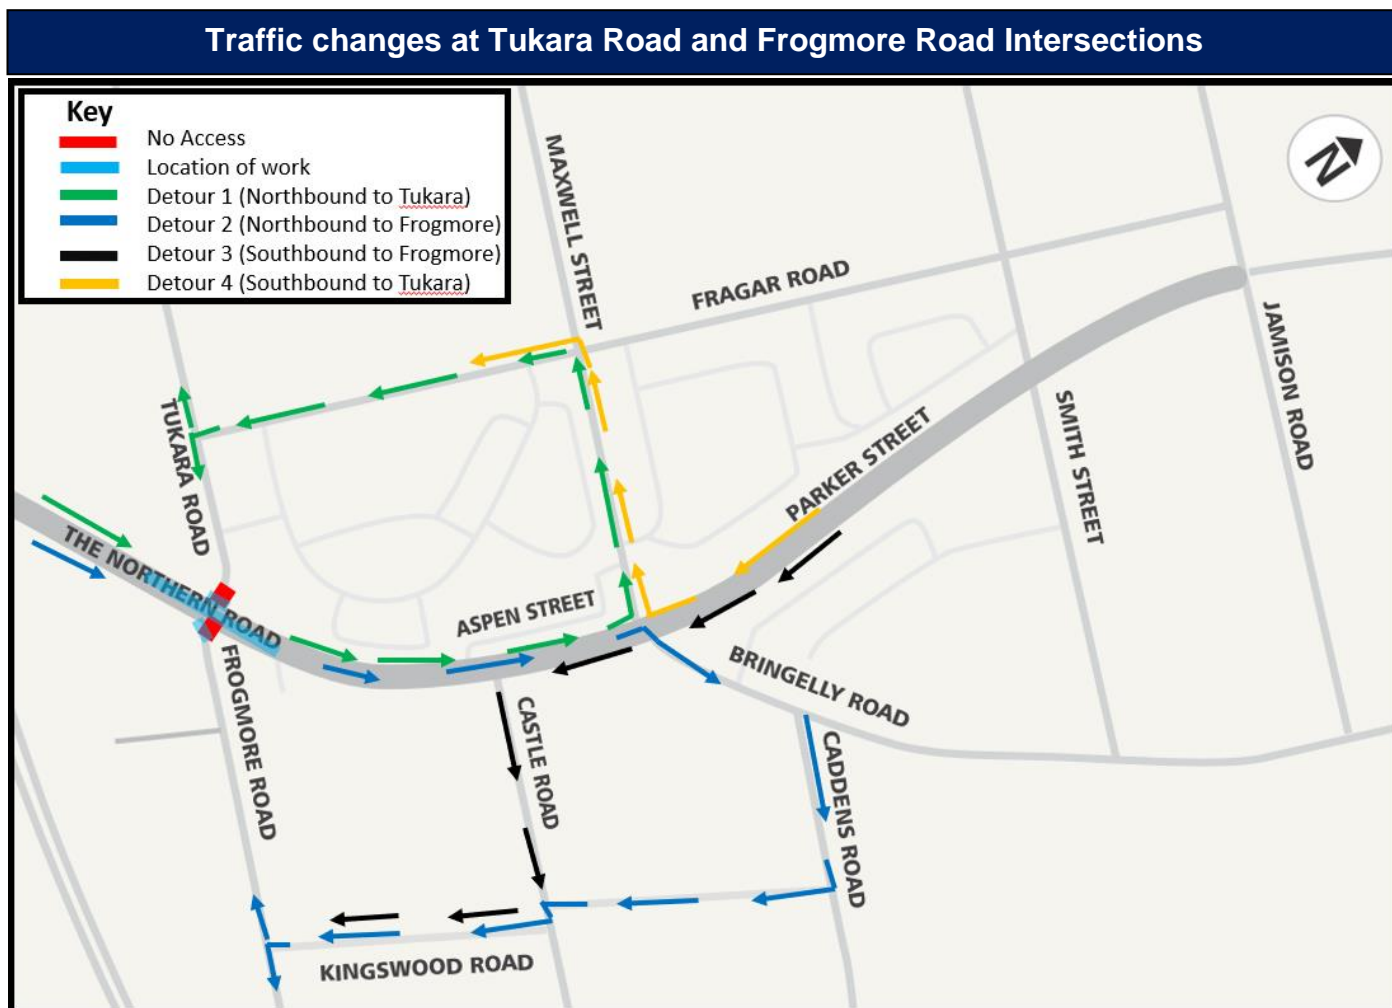 Traffic changes at Tukara Road and Frogmore Road Intersections
Key
No Access
Location of work
Detour 1 (Northbound to Tukara)
Detour 2 (Northbound to Frogmore)
Detour 3 (Southbound to Frogmore)
Detour 4 (Southbound to Tukara)
N
MAXWELL STREET
FRAGAR ROAD
JAMISON ROAD
SMITH STREET
PARKER STREET
TUKARA ROAD
THE NORTHERN ROAD
ASPEN STREET
BRINGELLY ROAD
FROGMORE ROAD
CASTLE ROAD
CADDENS ROAD
KINGSWOOD ROAD